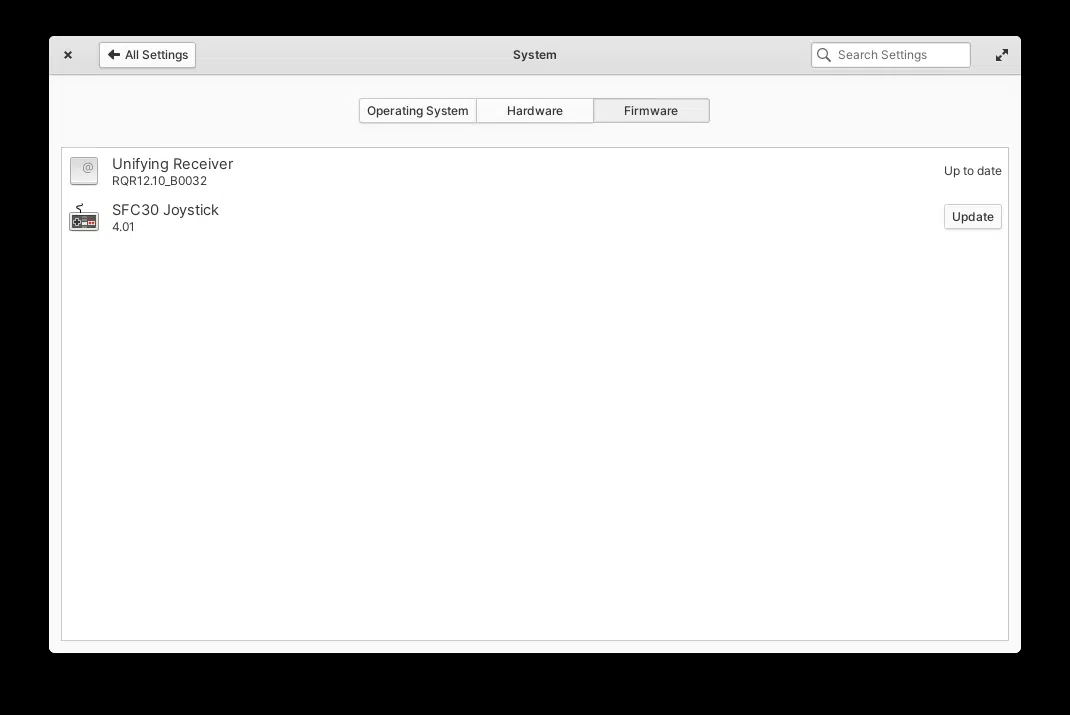 All Settings
System
Search Settings
Operating System
Hardware
Firmware
Unifying Receiver
RQR12.10_B0032
Up to date
SFC30 Joystick
4.01
Update